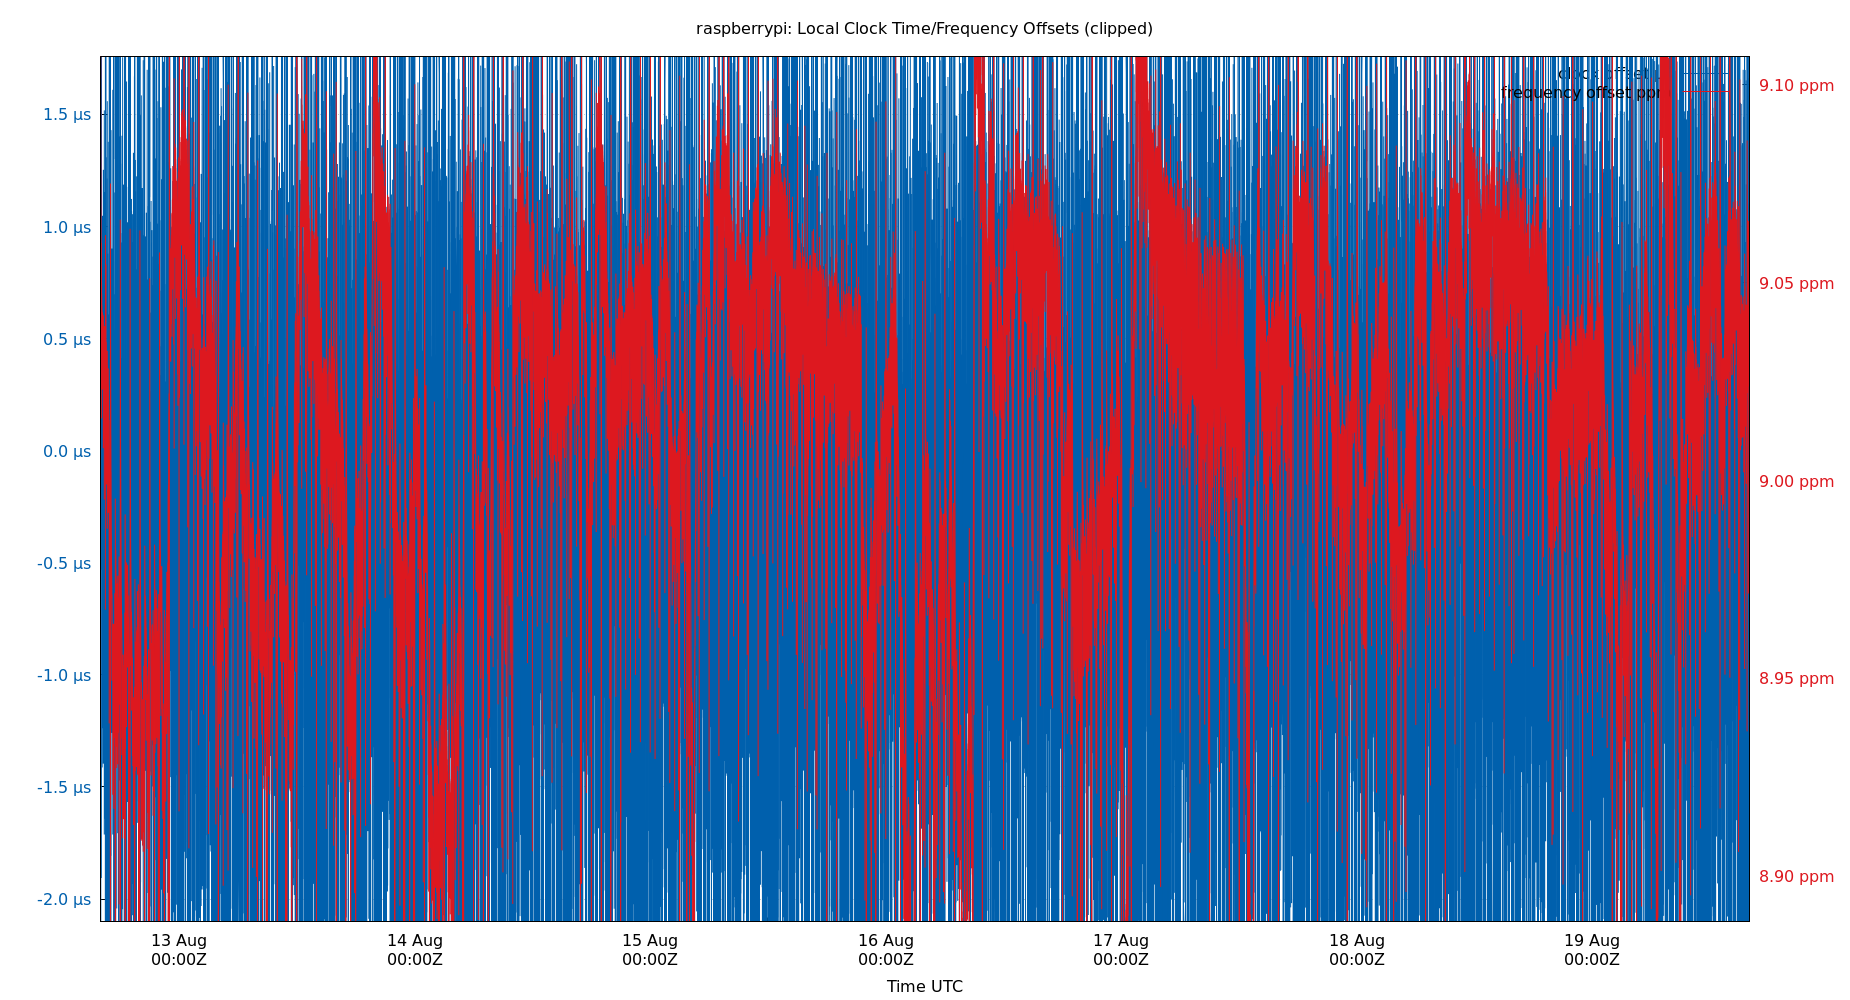 raspberrypi: Local Clock Time/Frequency Offsets (clipped)
clock offset
frequency offset ppm
1.5 µs
1.0 µs
0.5 µs
0.0 µs
-0.5 µs
-1.0 µs
-1.5 µs
-2.0 µs
9.10 ppm
9.05 ppm
9.00 ppm
8.95 ppm
8.90 ppm
13 Aug
00:00Z
14 Aug
00:00Z
15 Aug
00:00Z
16 Aug
00:00Z
17 Aug
00:00Z
18 Aug
00:00Z
19 Aug
00:00Z
Time UTC